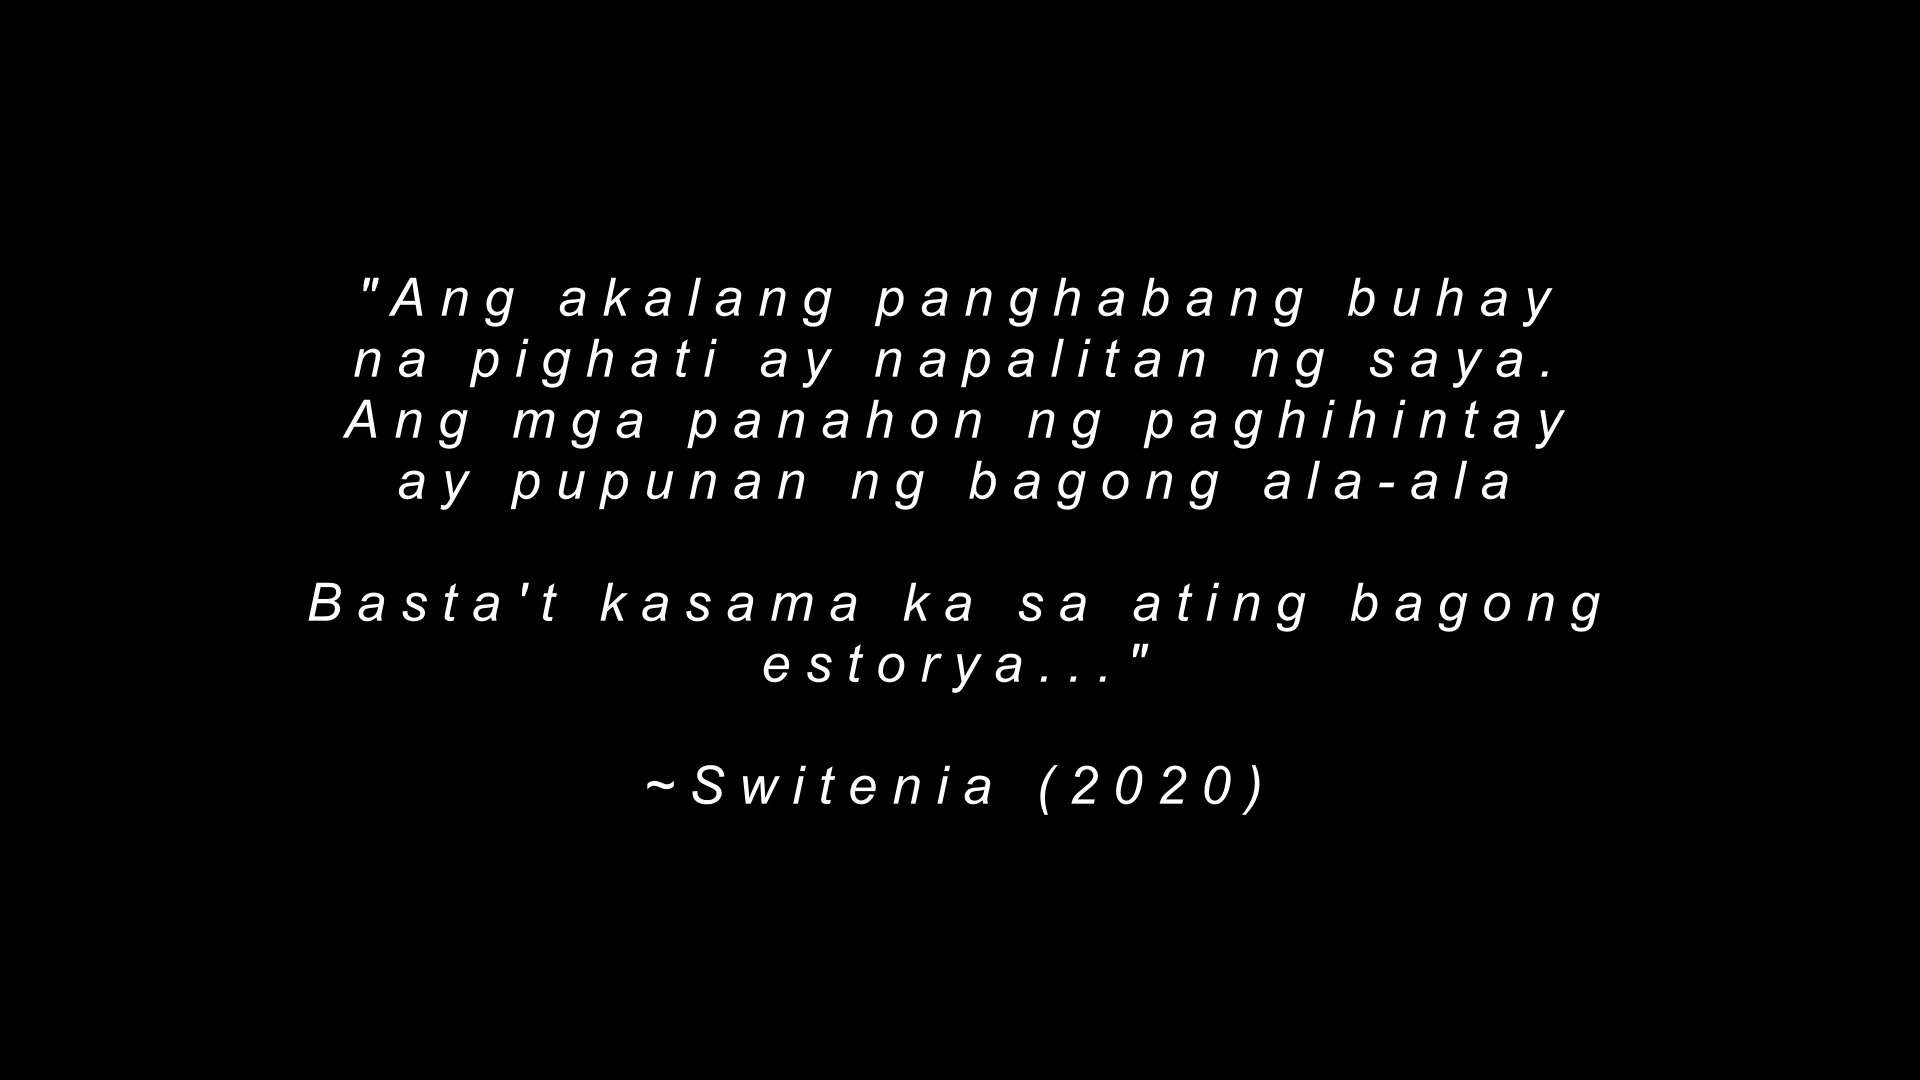 "Ang akalang panghabang buhay
na pighati ay napalitan ng saya.
Ang mga panahon ng paghihintay
ay pupunan ng bagong ala-ala
Basta't kasama ka sa ating bagong
estorya..."
~Switenia (2020)